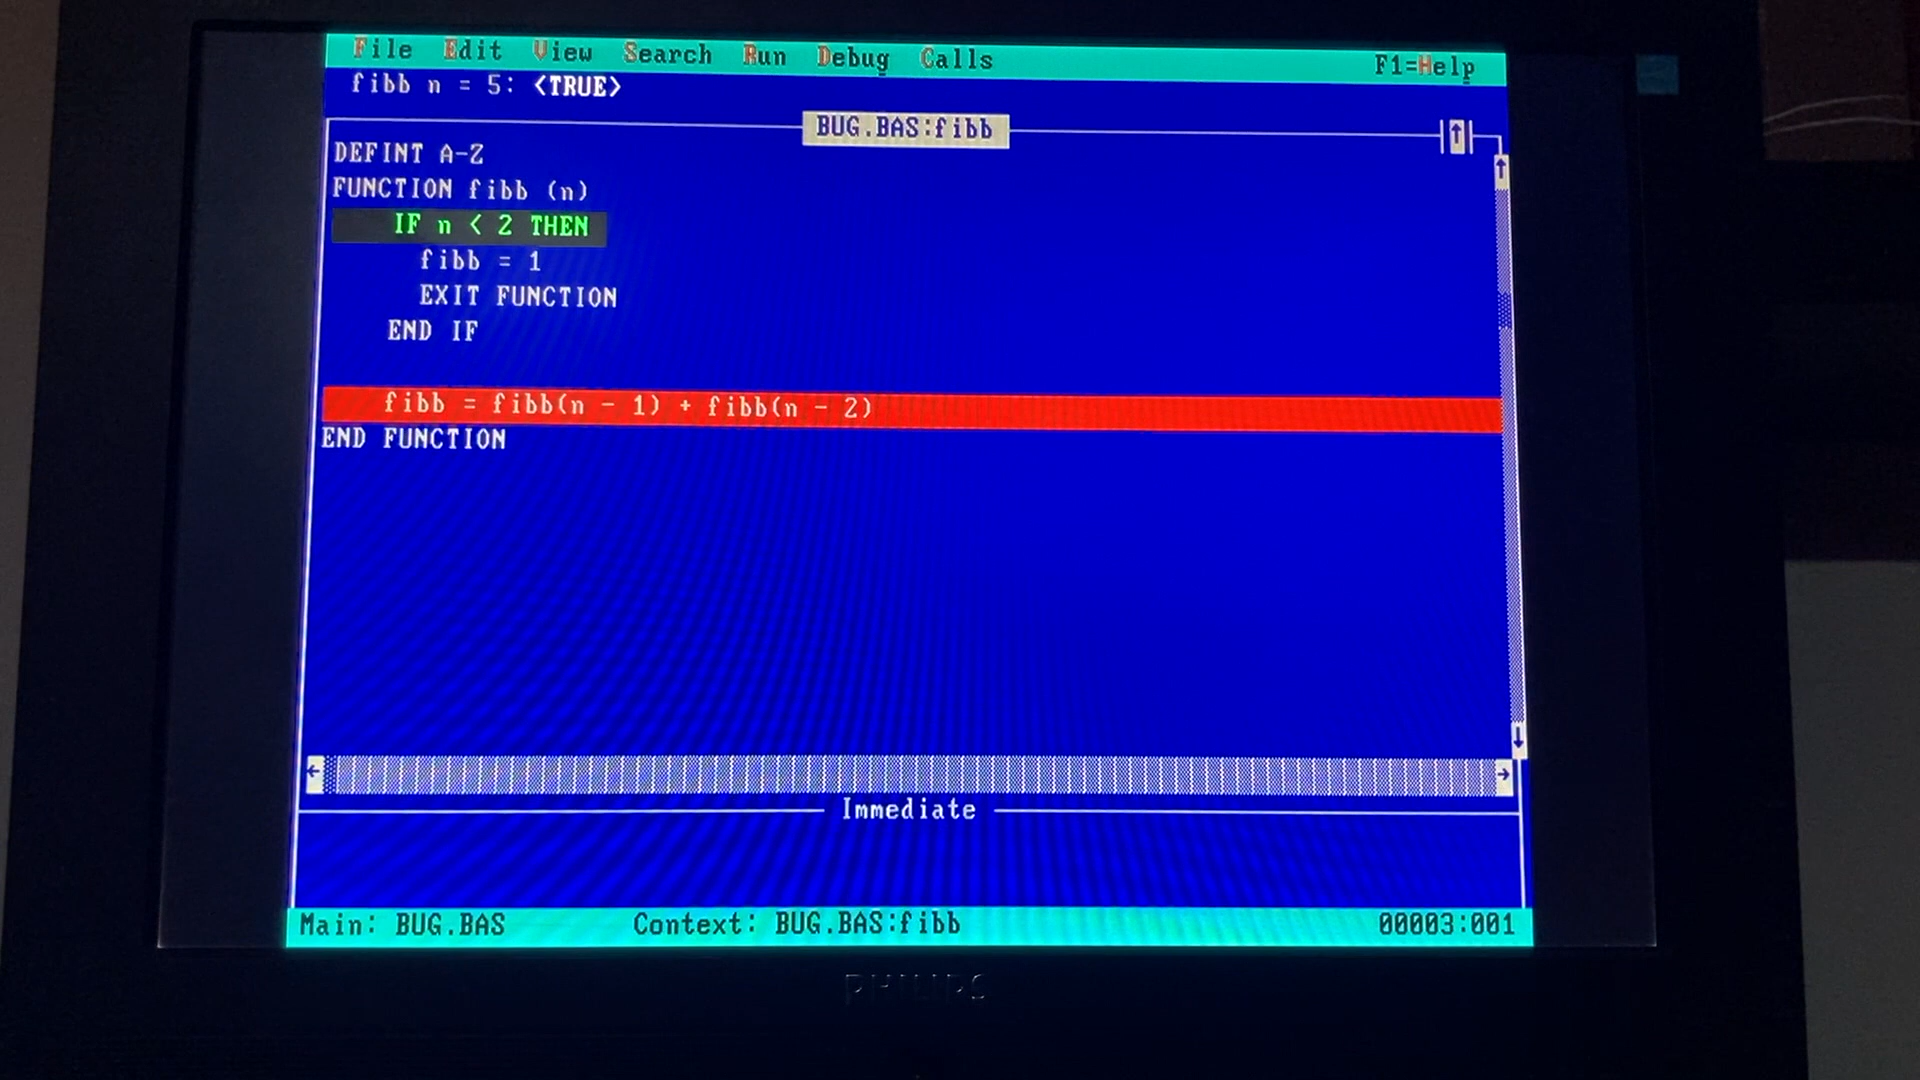 File Edit View Search Run Debug Calls F1=Help
fibb n = 5: <TRUE>
BUG.BAS:fibb
DEFINT A-Z
FUNCTION fibb (n)
IF n < 2 THEN
fibb = 1
EXIT FUNCTION
END IF
fibb = fibb(n - 1) + fibb(n - 2)
END FUNCTION
Immediate
Main: BUG.BAS Context: BUG.BAS:fibb 00003:001
PHILIPS